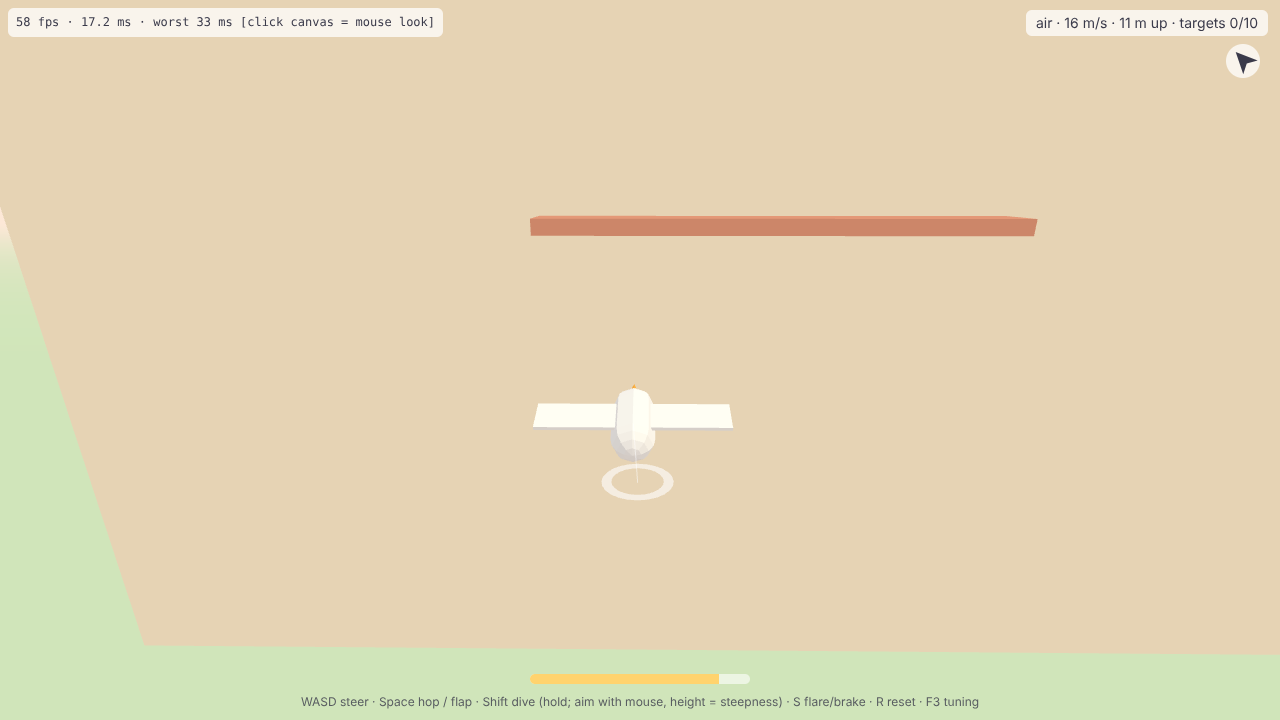 58 fps · 17.2 ms · worst 33 ms [click canvas = mouse look]
air · 16 m/s · 11 m up · targets 0/10
WASD steer · Space hop / flap · Shift dive (hold; aim with mouse, height = steepness) · S flare/brake · R reset · F3 tuning